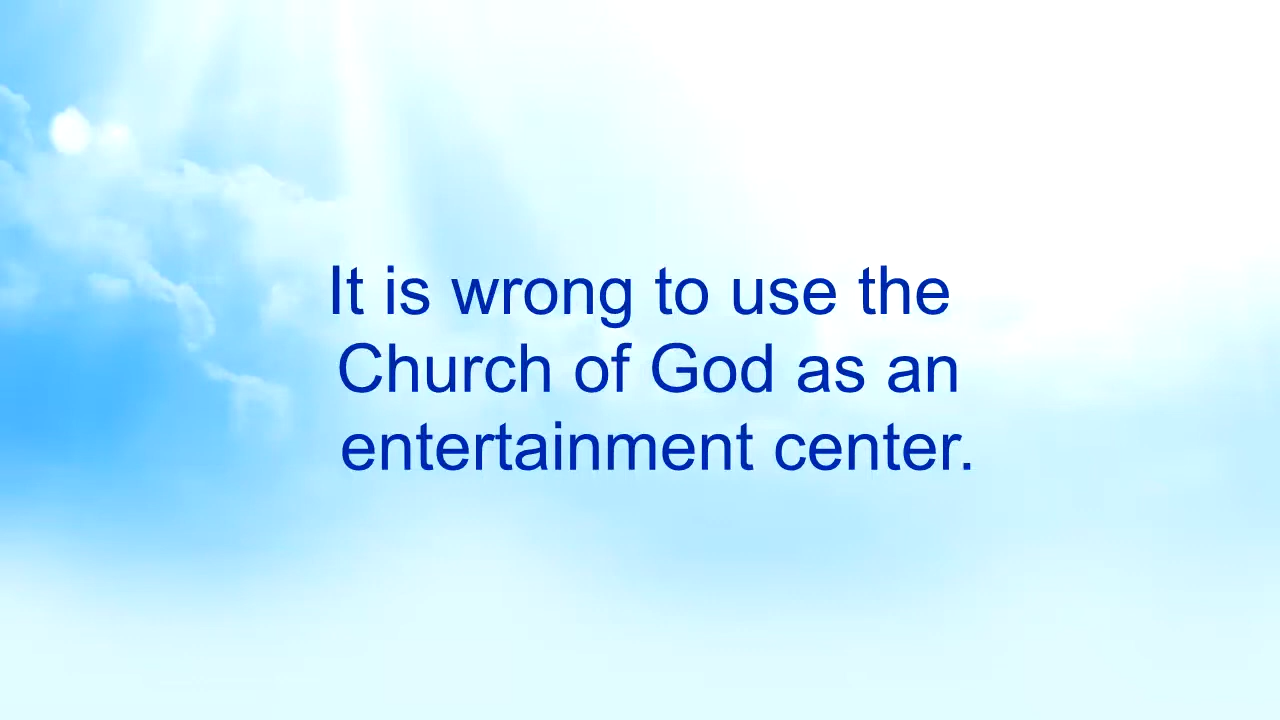 It is wrong to use the
Church of God as an
entertainment center.